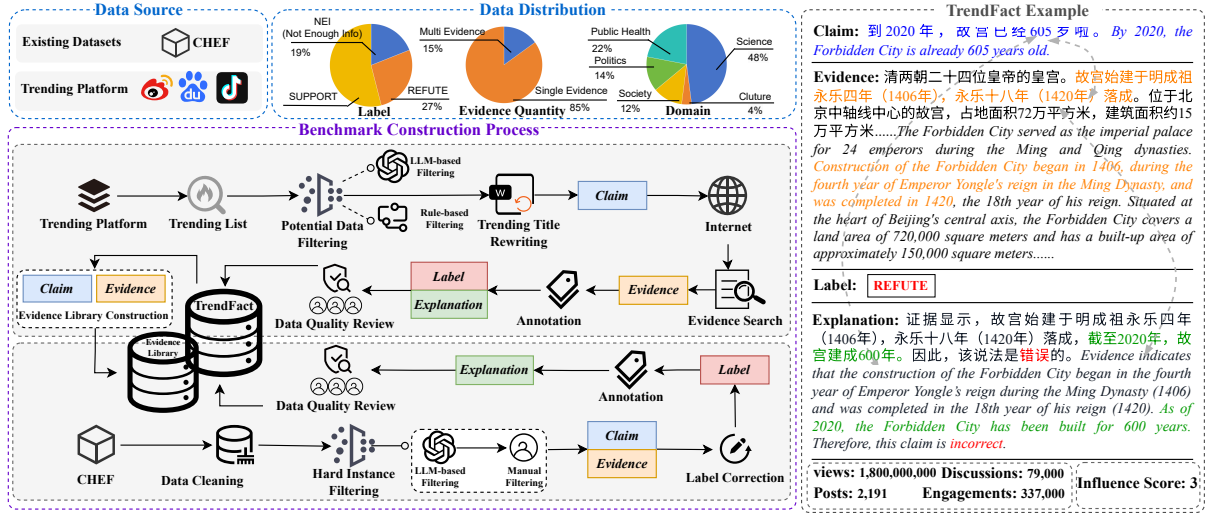 Data Source
Existing Datasets
CHEF
Trending Platform
du
Data Distribution
NEI
(Not Enough Info)
19%
SUPPORT
REFUTE
27%
Label
Multi Evidence
15%
Single Evidence
85%
Evidence Quantity
Public Health
22%
Politics
14%
Society
12%
Science
48%
Cluture
4%
Domain
Benchmark Construction Process
Trending Platform
Trending List
Potential Data
Filtering
LLM-based
Filtering
Rule-based
Filtering
W
Trending Title
Rewriting
Claim
Internet
Evidence Search
Evidence
Annotation
Label
Explanation
Data Quality Review
TrendFact
Claim
Evidence
Evidence Library Construction
Evidence
Library
Data Quality Review
Explanation
Annotation
Label
CHEF
Data Cleaning
Hard Instance
Filtering
LLM-based
Filtering
Manual
Filtering
Claim
Evidence
Label Correction
TrendFact Example
Claim: 到2020年，故宫已经605岁啦。By 2020, the
Forbidden City is already 605 years old.
Evidence: 清两朝二十四位皇帝的皇宫。故宫始建于明成祖
永乐四年（1406年），永乐十八年（1420年）落成。位于北
京中轴线中心的故宫，占地面积72万平方米，建筑面积约15
万平方米......The Forbidden City served as the imperial palace
for 24 emperors during the Ming and Qing dynasties.
Construction of the Forbidden City began in 1406, during the
fourth year of Emperor Yongle's reign in the Ming Dynasty, and
was completed in 1420, the 18th year of his reign. Situated at
the heart of Beijing's central axis, the Forbidden City covers a
land area of 720,000 square meters and has a built-up area of
approximately 150,000 square meters......
Label: REFUTE
Explanation: 证据显示，故宫始建于明成祖永乐四年
（1406年），永乐十八年（1420年）落成，截至2020年，故
宫建成600年。因此，该说法是错误的。Evidence indicates
that the construction of the Forbidden City began in the fourth
year of Emperor Yongle's reign during the Ming Dynasty (1406)
and was completed in the 18th year of his reign (1420). As of
2020, the Forbidden City has been built for 600 years.
Therefore, this claim is incorrect.
views: 1,800,000,000 Discussions: 79,000
Posts: 2,191 Engagements: 337,000
Influence Score: 3